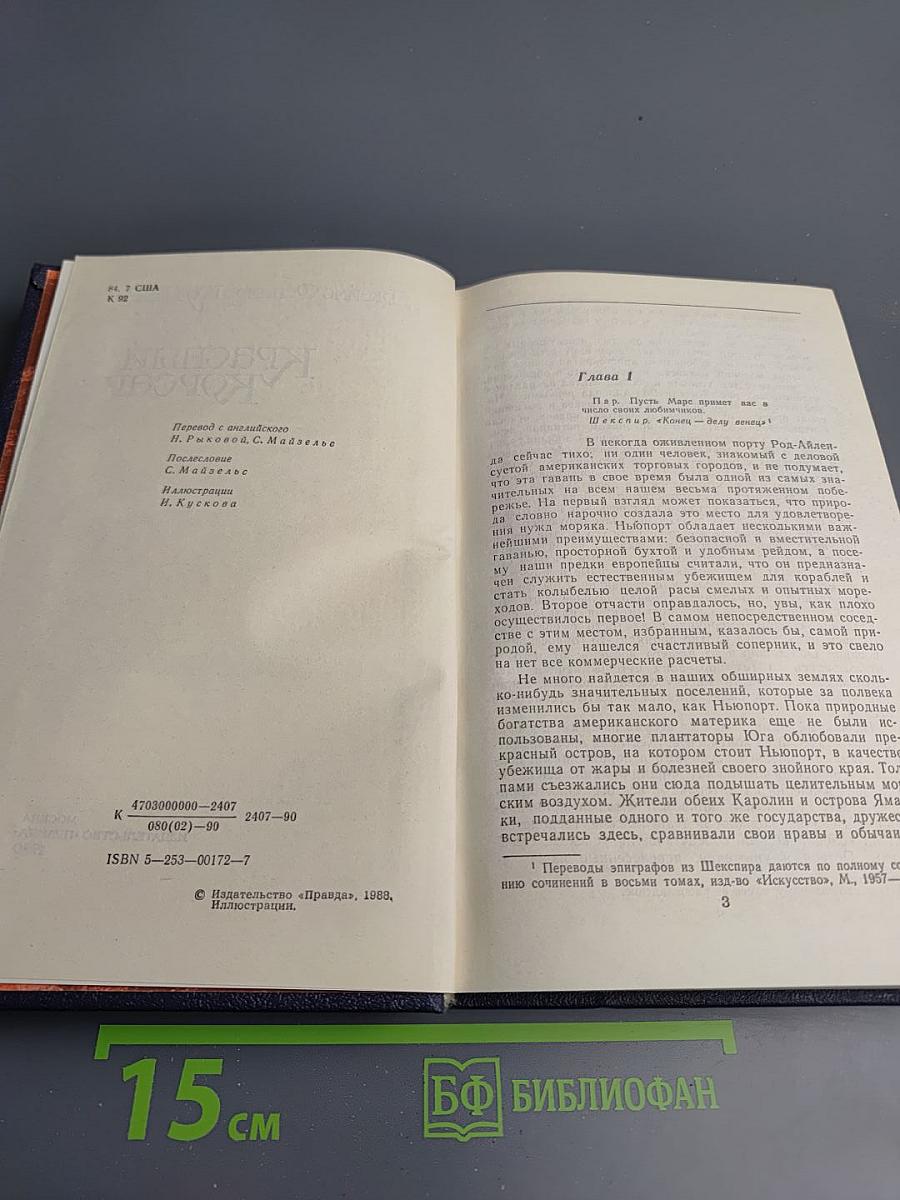 84. 7 США
К 92
КРАСНЫЙ
КОРСАР
Перевод с английского
Н. Рыковой, С. Майзельс
Послесловие
С. Майзельс
Иллюстрации
И. Кускова
К 4703000000—2407
080(02)—90
2407—90
ISBN 5—253—00172—7
© Издательство «Правда», 1988,
Иллюстрации.
Глава I
Пар. Пусть Марс примет вас в
число своих любимчиков.
Шекспир. «Конец — делу венец» ¹
В некогда оживленном порту Род-Айлен-
да сейчас тихо; ни один человек, знакомый с деловой
суетой американских торговых городов, и не подумает,
что эта гавань в свое время была одной из самых зна-
чительных на всем нашем весьма протяженном побе-
режье. На первый взгляд может показаться, что приро-
да словно нарочно создала это место для удовлетворе-
ния нужд моряка. Ньюпорт обладает несколькими важ-
нейшими преимуществами: безопасной и вместительной
гаванью, просторной бухтой и удобным рейдом, а посе-
му наши предки европейцы считали, что он предназна-
чен служить естественным убежищем для кораблей и
стать колыбелью целой расы смелых и опытных море-
ходов. Второе отчасти оправдалось, но, увы, как плохо
осуществилось первое! В самом непосредственном сосед-
стве с этим местом, избранным, казалось бы, самой при-
родой, ему нашелся счастливый соперник, и это свело
на нет все коммерческие расчеты.
Не много найдется в наших обширных землях сколь-
ко-нибудь значительных поселений, которые за полвека
изменились бы так мало, как Ньюпорт. Пока природные
богатства американского материка еще не были ис-
пользованы, многие плантаторы Юга облюбовали пре-
красный остров, на котором стоит Ньюпорт, в качестве
убежища от жары и болезней своего знойного края. Тол
пами съезжались они сюда подышать целительным мо
ским воздухом. Жители обеих Каролин и острова Яма
ки, подданные одного и того же государства, дружес
встречались здесь, сравнивали свои нравы и обычаи
¹ Переводы эпиграфов из Шекспира даются по полному со
нию сочинений в восьми томах, изд-во «Искусство», М., 1957—
3
15 см
БФ БИБЛИОФАН